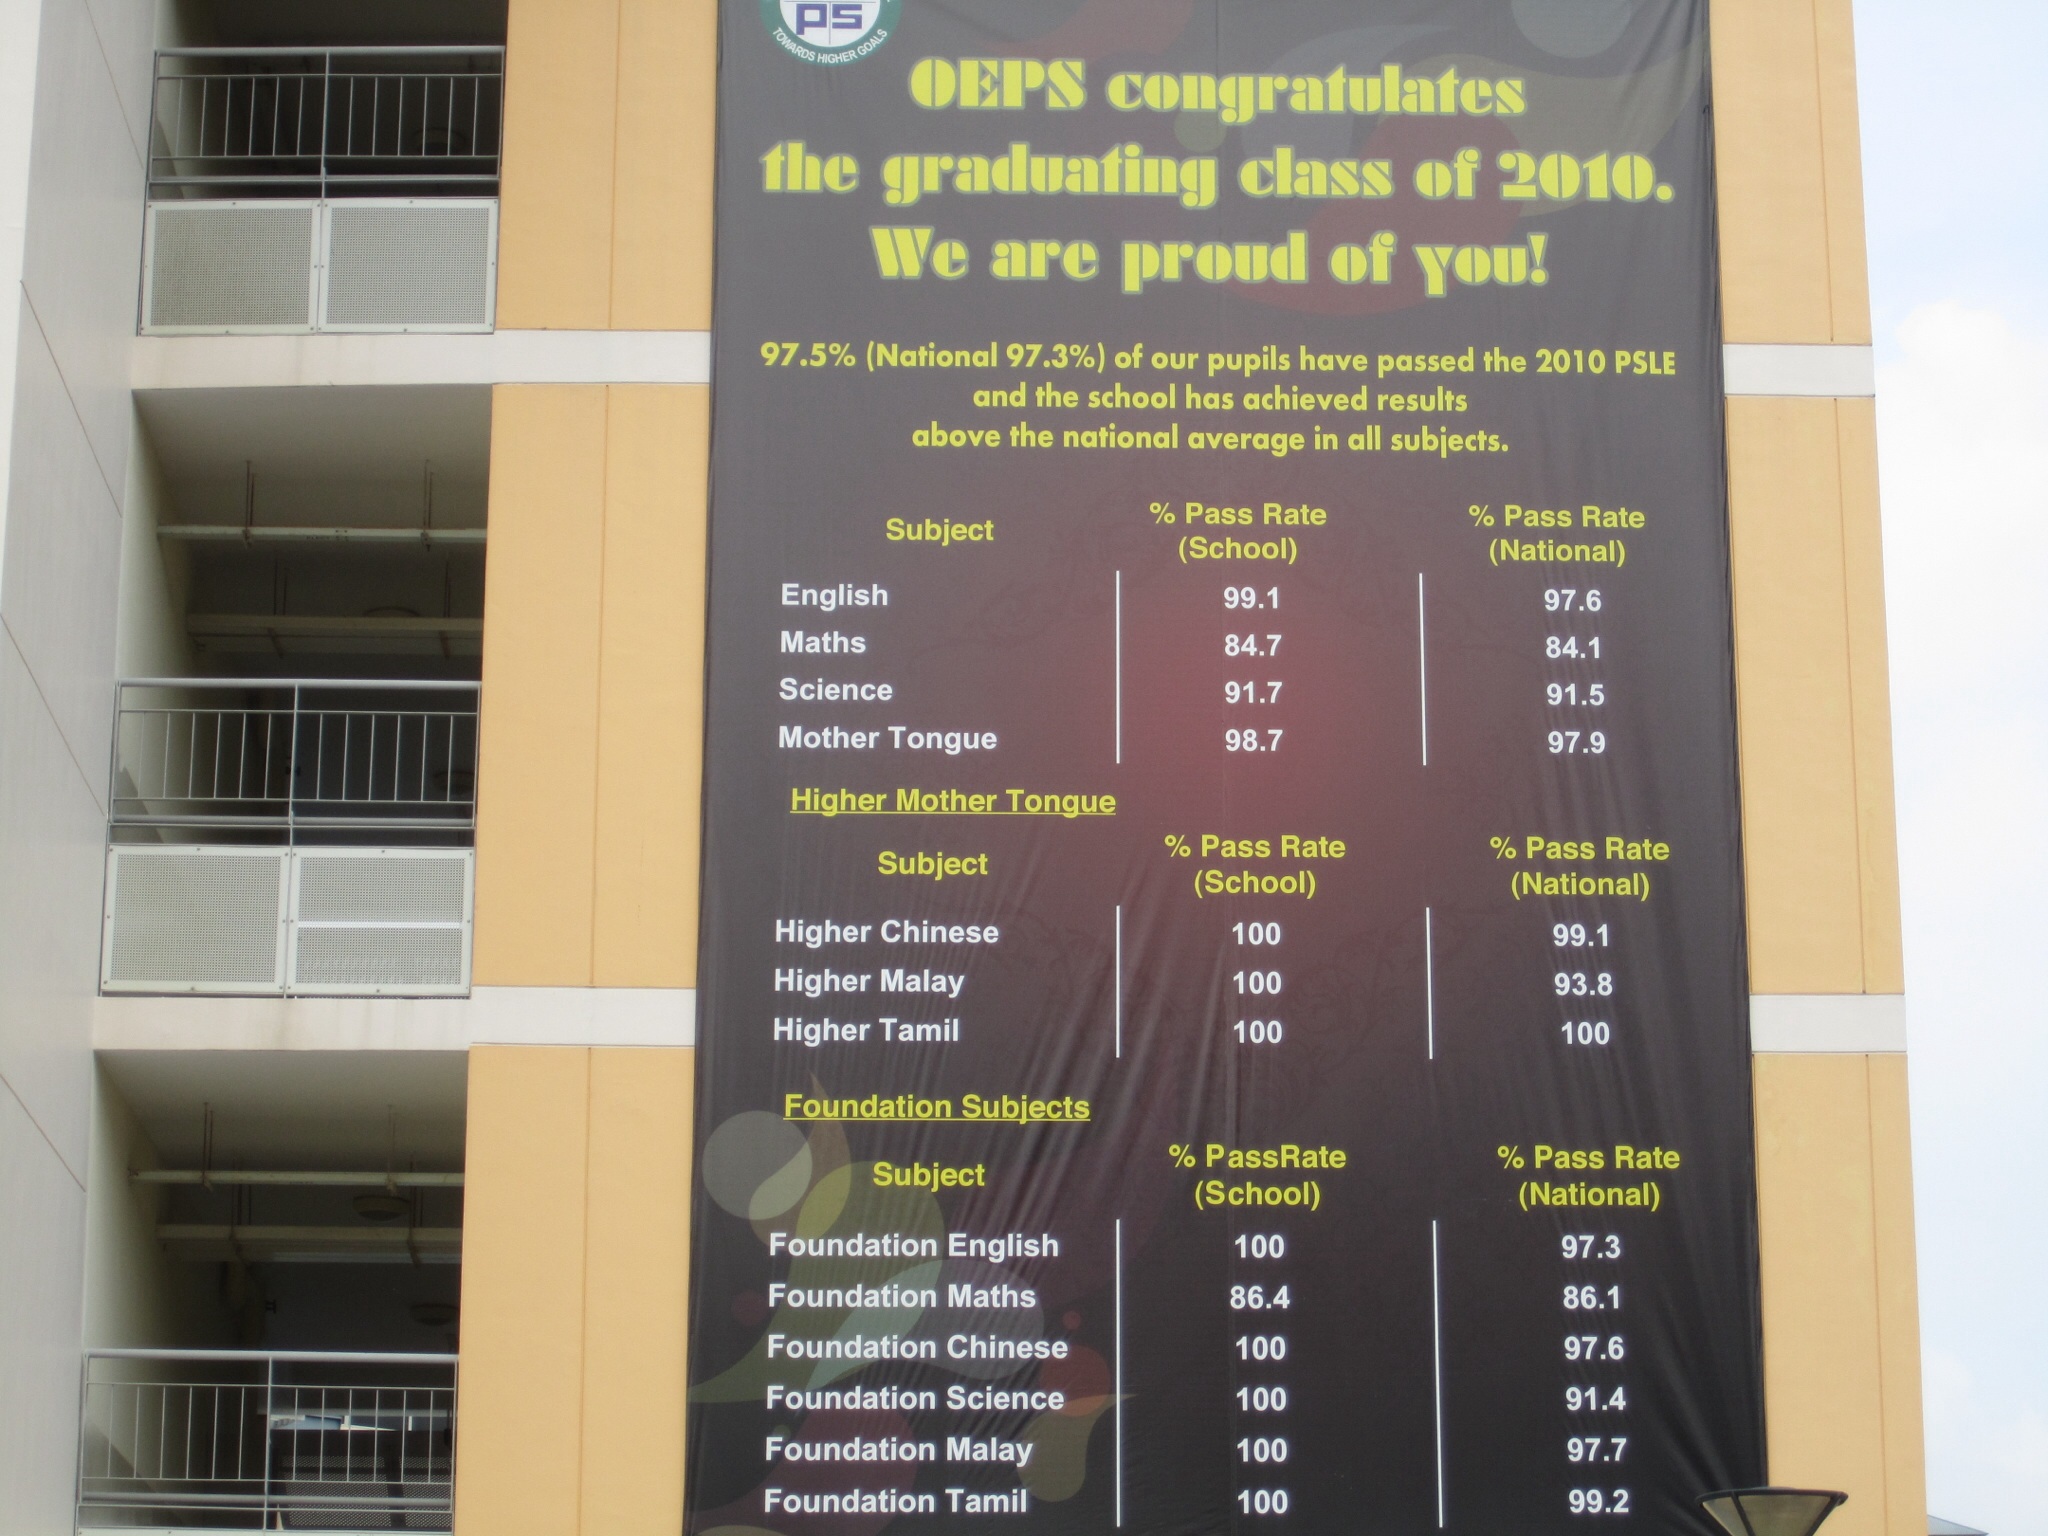 PS
TOWARDS HIGHER GOALS
OEPS congratulates
the graduating class of 2010.
We are proud of you!
97.5% (National 97.3%) of our pupils have passed the 2010 PSLE
and the school has achieved results
above the national average in all subjects.
Subject % Pass Rate (School) % Pass Rate (National)
English 99.1 97.6
Maths 84.7 84.1
Science 91.7 91.5
Mother Tongue 98.7 97.9
Higher Mother Tongue
Subject % Pass Rate (School) % Pass Rate (National)
Higher Chinese 100 99.1
Higher Malay 100 93.8
Higher Tamil 100 100
Foundation Subjects
Subject % PassRate (School) % Pass Rate (National)
Foundation English 100 97.3
Foundation Maths 86.4 86.1
Foundation Chinese 100 97.6
Foundation Science 100 91.4
Foundation Malay 100 97.7
Foundation Tamil 100 99.2